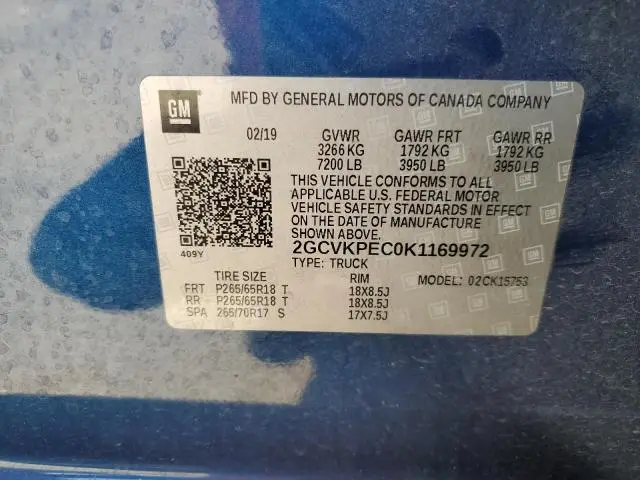 GM
MFD BY GENERAL MOTORS OF CANADA COMPANY
02/19 GVWR GAWR FRT GAWR RR
3266 KG 1792 KG 1792 KG
7200 LB 3950 LB 3950 LB
THIS VEHICLE CONFORMS TO ALL
APPLICABLE U.S. FEDERAL MOTOR
VEHICLE SAFETY STANDARDS IN EFFECT
ON THE DATE OF MANUFACTURE
SHOWN ABOVE.
409Y
2GCVKPEC0K1169972
TYPE: TRUCK MODEL: 02CK15753
TIRE SIZE RIM
FRT P265/65R18 T 18X8.5J
RR P265/65R18 T 18X8.5J
SPA 265/70R17 S 17X7.5J